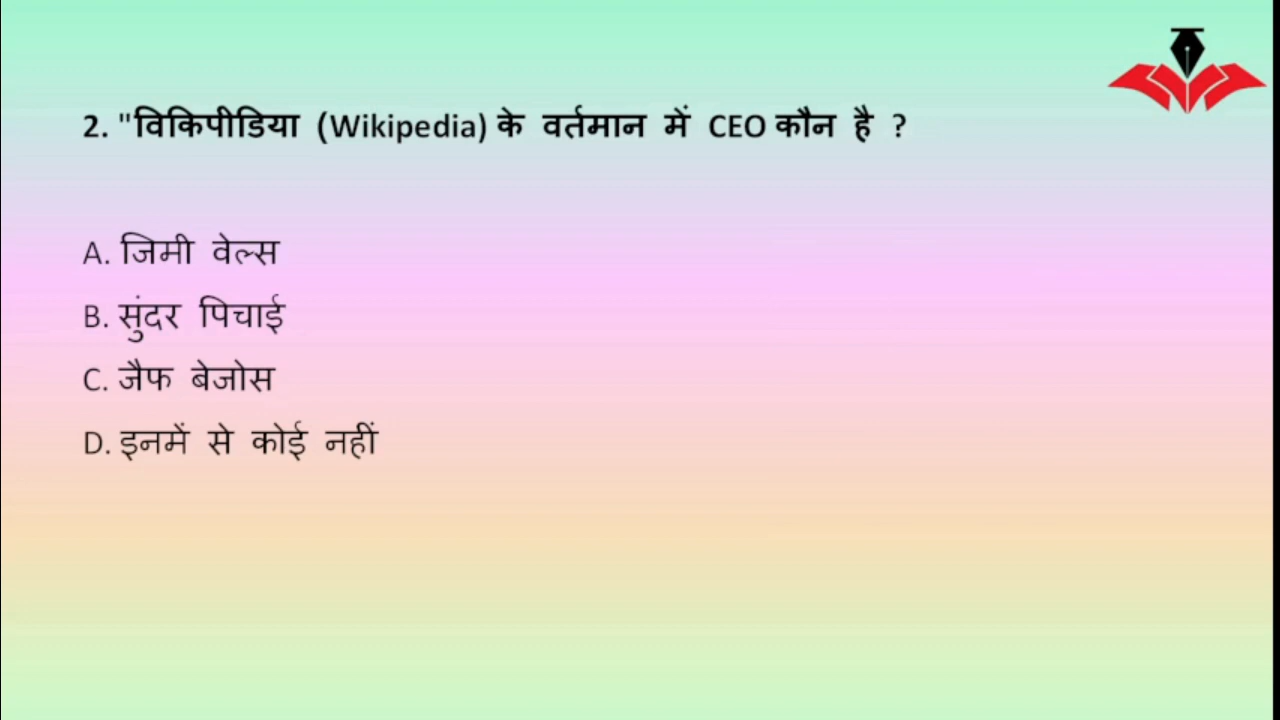 2. "विकिपीडिया (Wikipedia) के वर्तमान में CEO कौन है ?
A. जिमी वेल्स
B. सुंदर पिचाई
C. जैफ बेजोस
D. इनमें से कोई नहीं